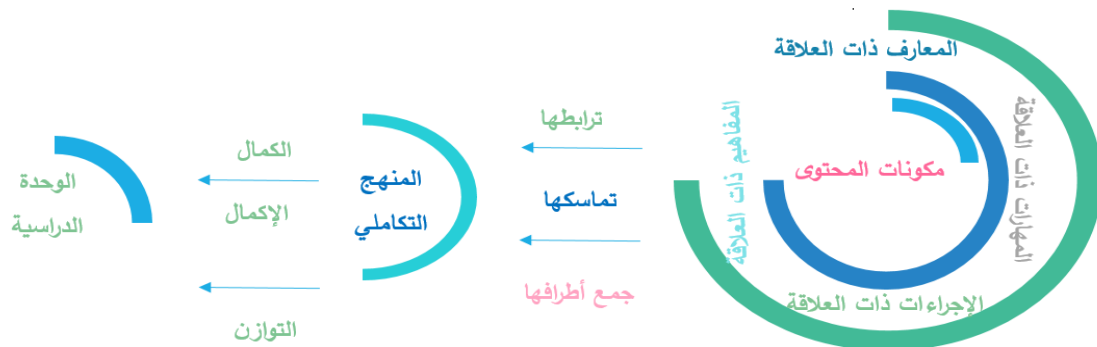 المعارف ذات العلاقة
المهارات ذات العلاقة
مكونات المحتوى
المفاهيم ذات العلاقة
الإجراءات ذات العلاقة
ترابطها
تماسكها
جمع أطرافها
المنهج
التكاملي
الكمال
الإكمال
التوازن
الوحدة
الدراسية